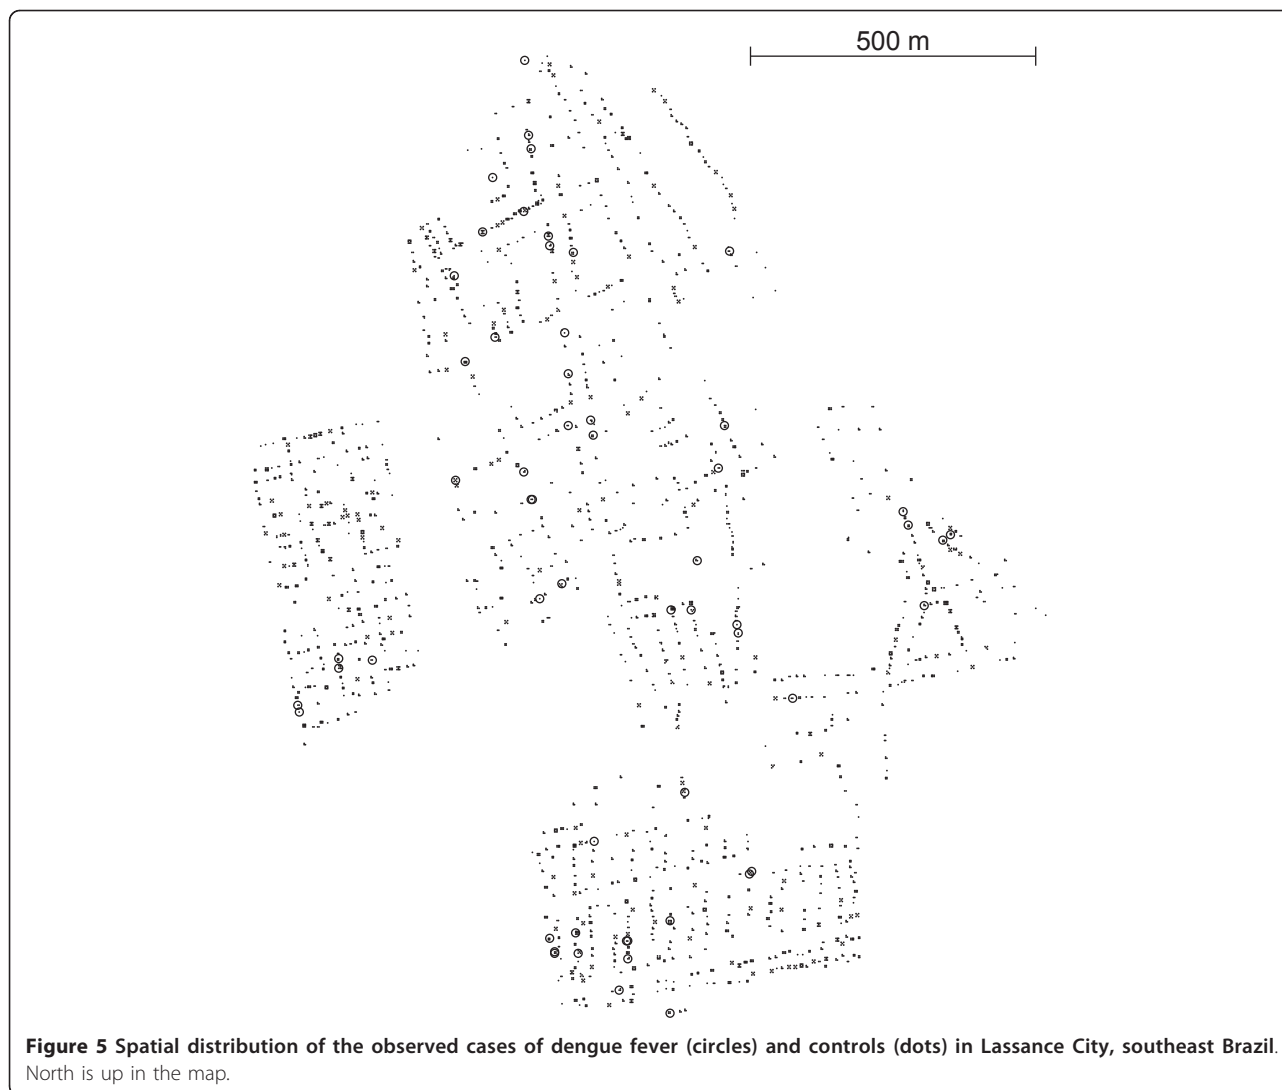 500 m
Figure 5 Spatial distribution of the observed cases of dengue fever (circles) and controls (dots) in Lassance City, southeast Brazil.
North is up in the map.